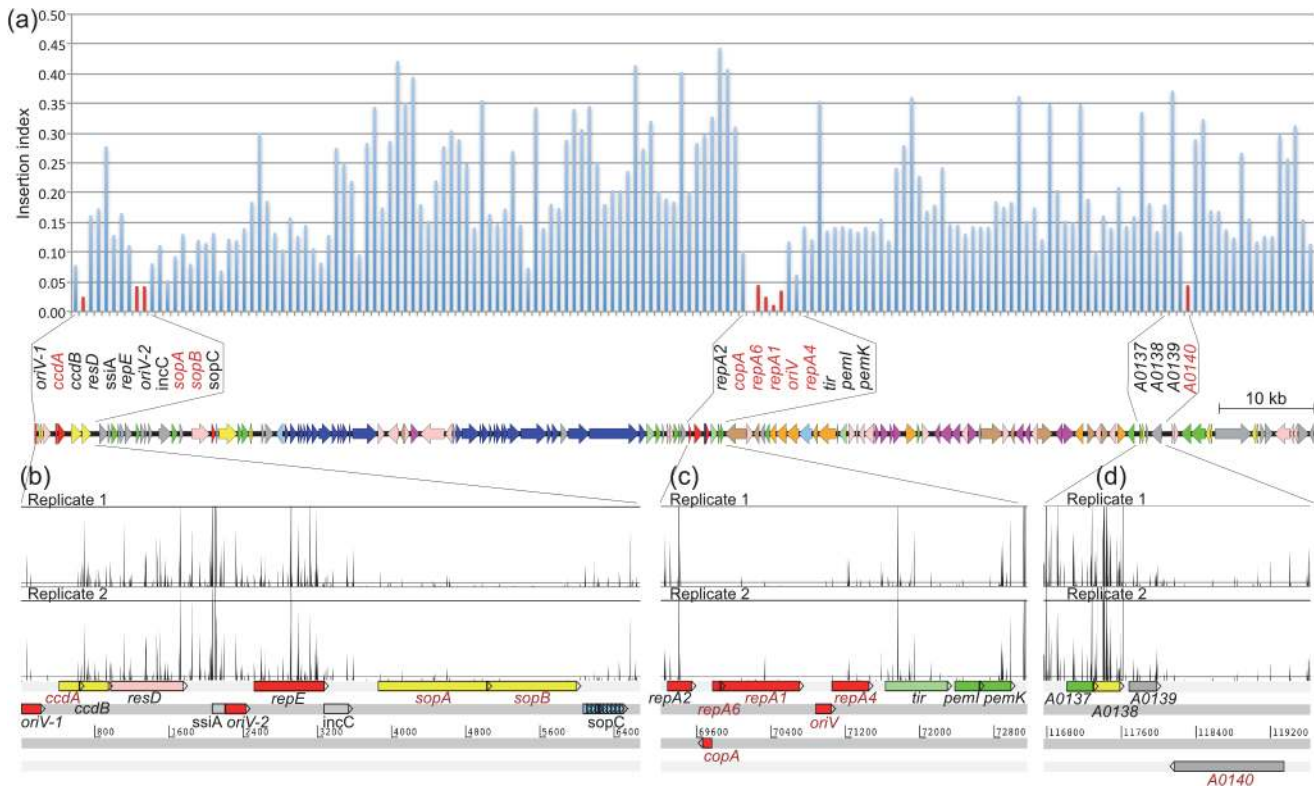 (a)
Insertion index
0.50
0.45
0.40
0.35
0.30
0.25
0.20
0.15
0.10
0.05
0.00
oriV-1
ccdA
ccdB
resD
ssiA
repE
oriV-2
incC
sopA
sopB
sopC
repA2
copA
repA6
repA1
oriV
repA4
tir
pemI
pemK
A0137
A0138
A0139
A0140
10 kb
(b)
(c)
(d)
Replicate 1
Replicate 1
Replicate 1
Replicate 2
Replicate 2
Replicate 2
ccdA resD repE sopA sopB
oriV-1 ccdB ssiA oriV-2 incC sopC
800 1600 2400 3200 4000 4800 5600 6400
repA2 repA1 repA4 tir pemI pemK
repA6 oriV
69600 70400 71200 72000 72800
copA
A0137 A0139
A0138
116800 117600 118400 119200
A0140